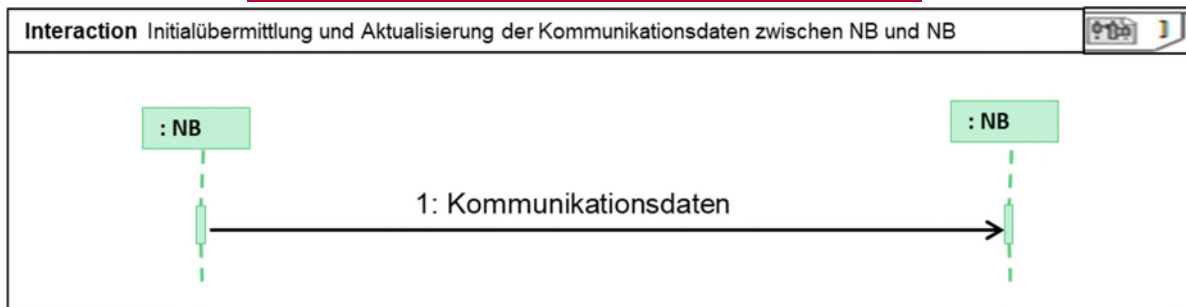 Interaction Initialübermittlung und Aktualisierung der Kommunikationsdaten zwischen NB und NB
: NB
: NB
1: Kommunikationsdaten